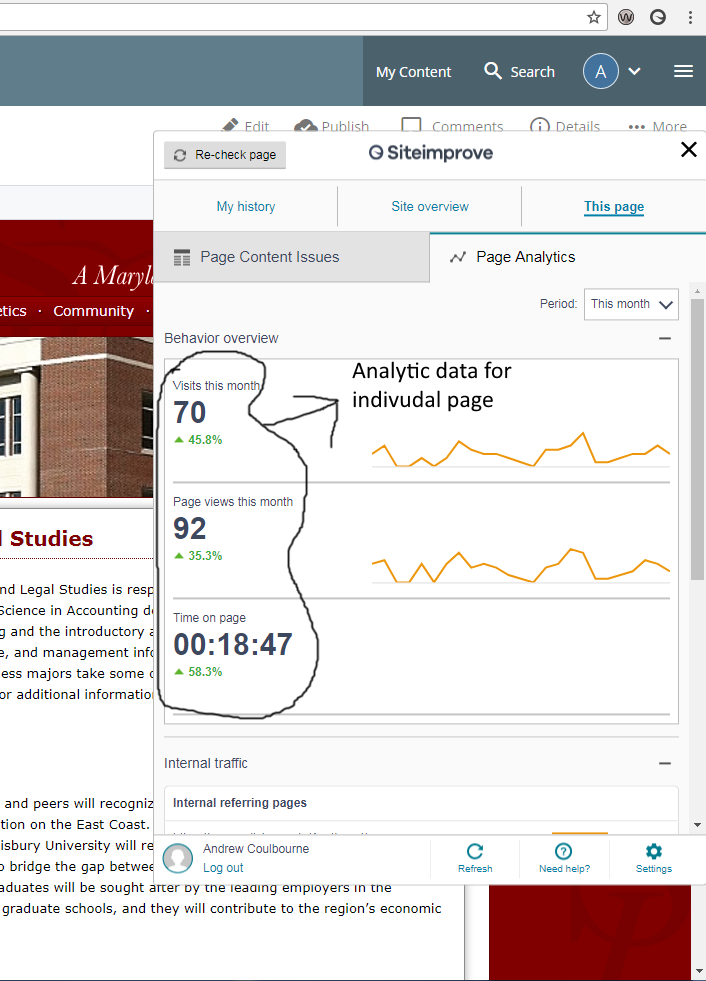 My Content
Search
A
Edit
Publish
Comments
Details
More
Re-check page
Siteimprove
My history
Site overview
This page
Page Content Issues
Page Analytics
A Maryl
etics · Community ·
Period:
This month
Behavior overview
Visits this month
70
45.8%
Analytic data for
indivudal page
Page views this month
92
35.3%
Time on page
00:18:47
58.3%
l Studies
nd Legal Studies is resp
Science in Accounting de
g and the introductory a
e, and management info
ess majors take some o
or additional information
Internal traffic
Internal referring pages
and peers will recogniz
tion on the East Coast.
isbury University will re
o bridge the gap betwe
aduates will be sought after by the leading employers in the
graduate schools, and they will contribute to the region's economic
Andrew Coulbourne
Log out
Refresh
Need help?
Settings